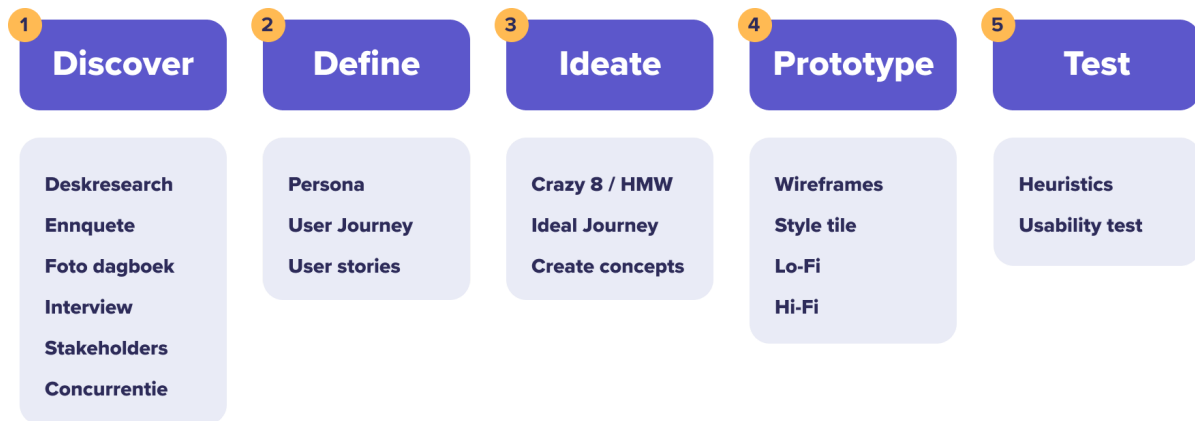 1
Discover
Deskresearch
Ennquete
Foto dagboek
Interview
Stakeholders
Concurrentie
2
Define
Persona
User Journey
User stories
3
Ideate
Crazy 8 / HMW
Ideal Journey
Create concepts
4
Prototype
Wireframes
Style tile
Lo-Fi
Hi-Fi
5
Test
Heuristics
Usability test